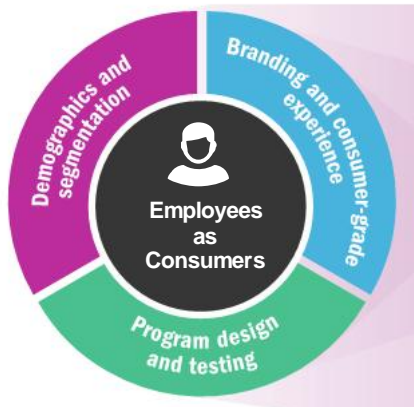 Demographics and
segmentation
Branding and consumer-grade
experience
Employees
as
Consumers
Program design
and testing